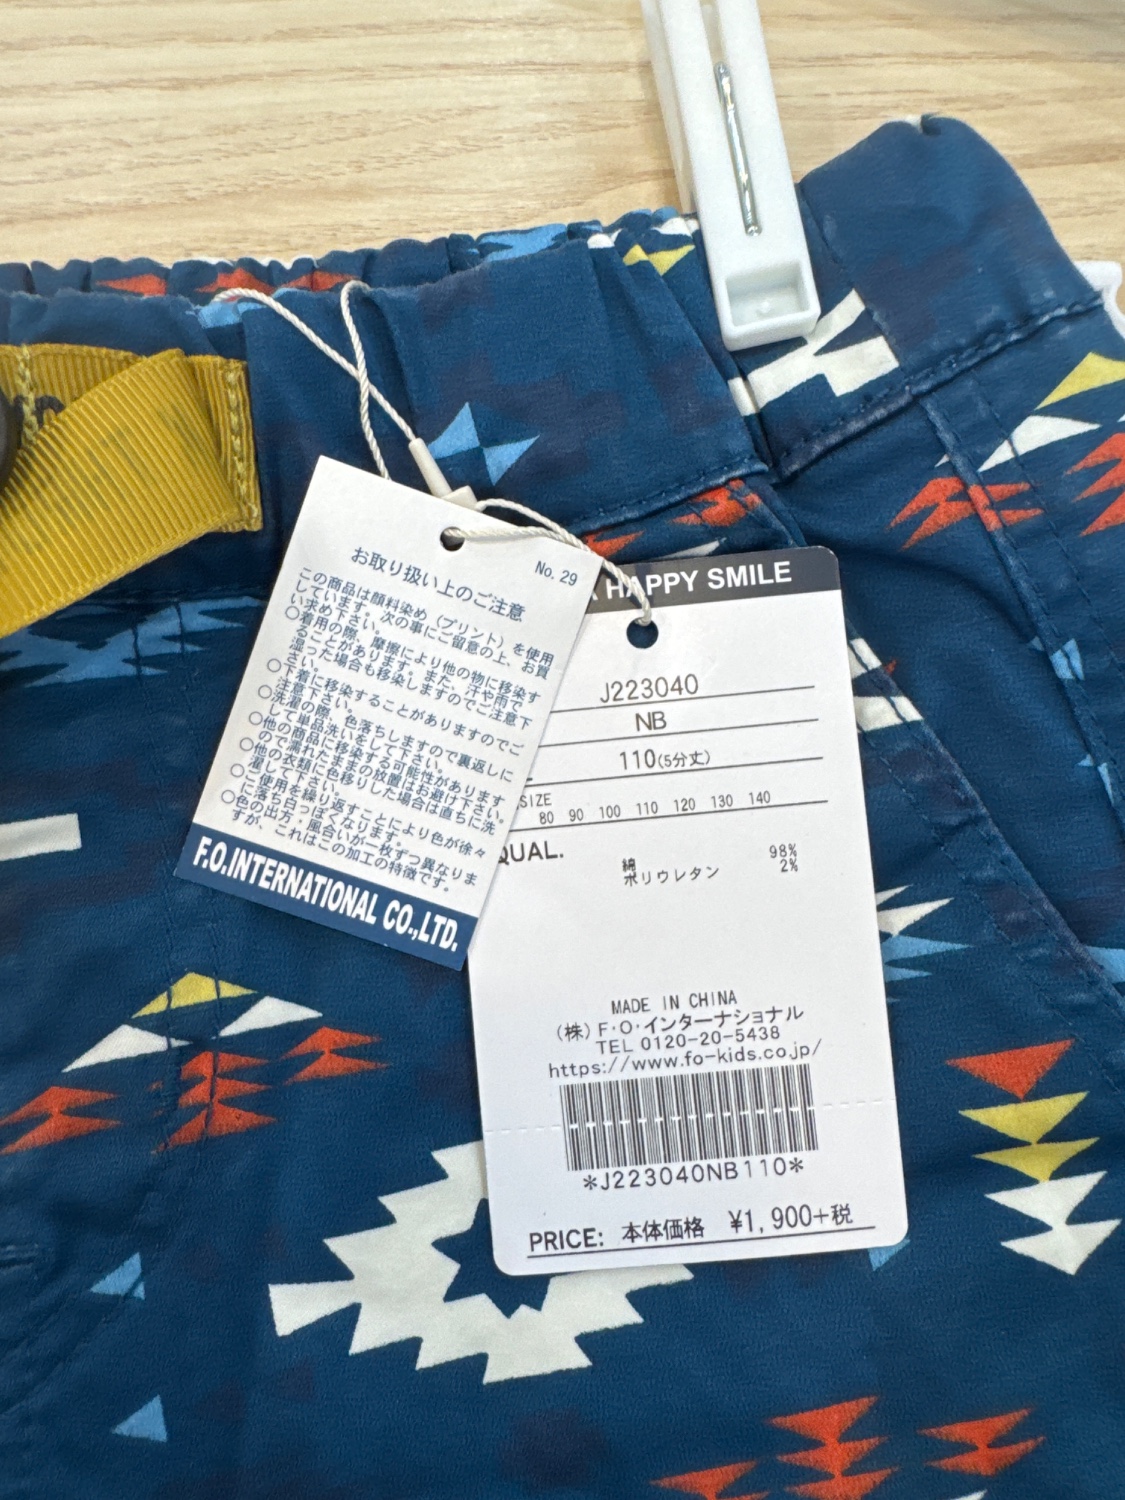 No. 29
お取り扱い上のご注意
この商品は顔料染め（プリント）を使用
しています。次の事にご留意の上、お買
い求め下さい。
○着用の際、摩擦により他の物に移染す
ることがあります。また、汗や雨で
湿った場合も移染しますのでご注意下
さい。
○下着に移染することがありますのでご
注意下さい。
○洗濯の際、色落ちしますので裏返しに
して単品洗いをして下さい。
○他の商品に移染する可能性があります
ので濡れたままの放置はお避け下さい。
○他の衣類に色移りした場合は直ちに洗
濯して下さい。
○ご使用を繰り返すことにより色が徐々
に落ち白っぽくなります。
○色の出方、風合いが一枚ずつ異なりま
すが、これはこの加工の特徴です。
F.O.INTERNATIONAL CO.,LTD.
A HAPPY SMILE
J223040
NB
110(5分丈)
SIZE
80 90 100 110 120 130 140
QUAL.
綿 98%
ポリウレタン 2%
MADE IN CHINA
(株) F・O・インターナショナル
TEL 0120-20-5438
https://www.fo-kids.co.jp/
*J223040NB110*
PRICE: 本体価格 ¥1,900+税